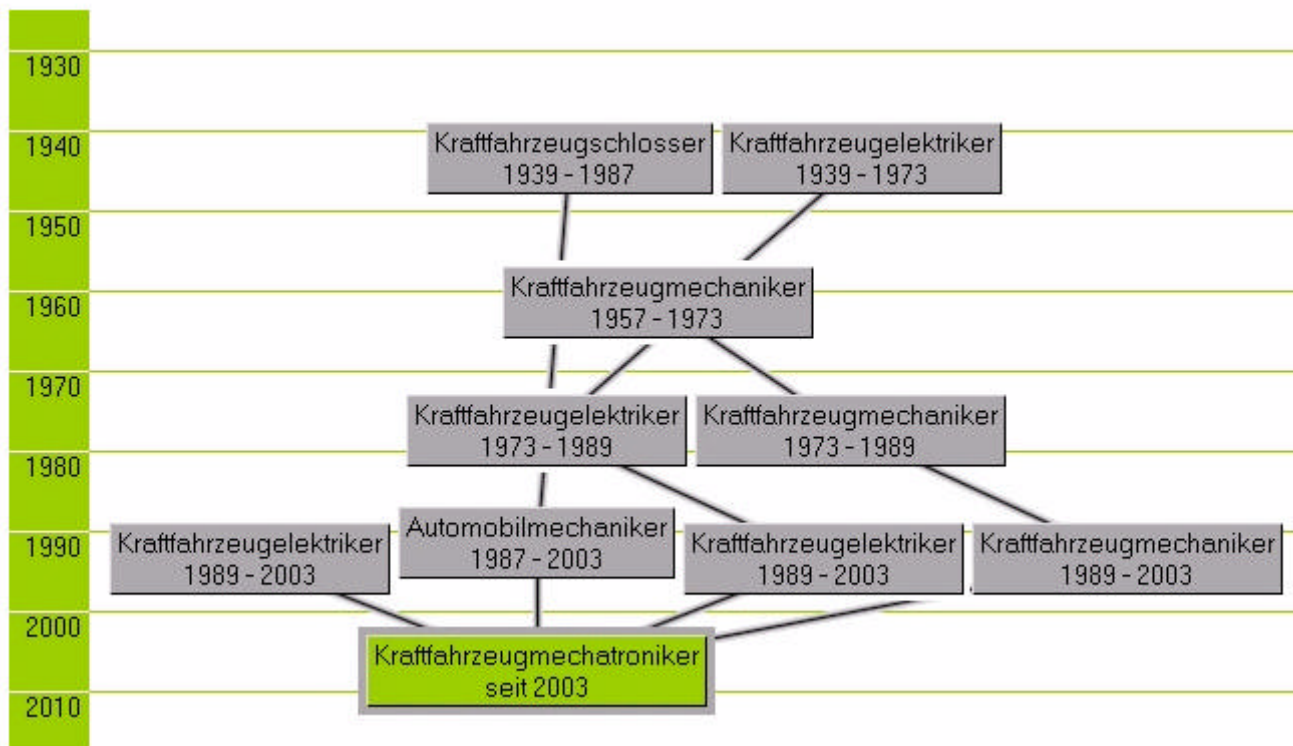 1930
1940
Kraftfahrzeugschlosser
1939 - 1987
Kraftfahrzeugelektriker
1939 - 1973
1950
Kraftfahrzeugmechaniker
1957 - 1973
1960
1970
Kraftfahrzeugelektriker
1973 - 1989
Kraftfahrzeugmechaniker
1973 - 1989
1980
Kraftfahrzeugelektriker
1989 - 2003
Automobilmechaniker
1987 - 2003
Kraftfahrzeugelektriker
1989 - 2003
Kraftfahrzeugmechaniker
1989 - 2003
1990
2000
Kraftfahrzeugmechatroniker
seit 2003
2010